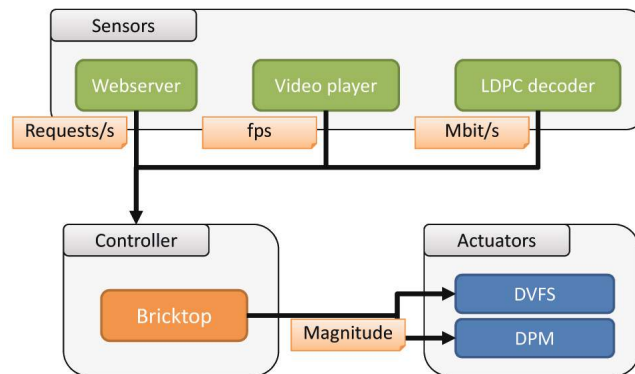 Sensors
Webserver
Video player
LDPC decoder
Requests/s
fps
Mbit/s
Controller
Actuators
Bricktop
DVFS
Magnitude
DPM